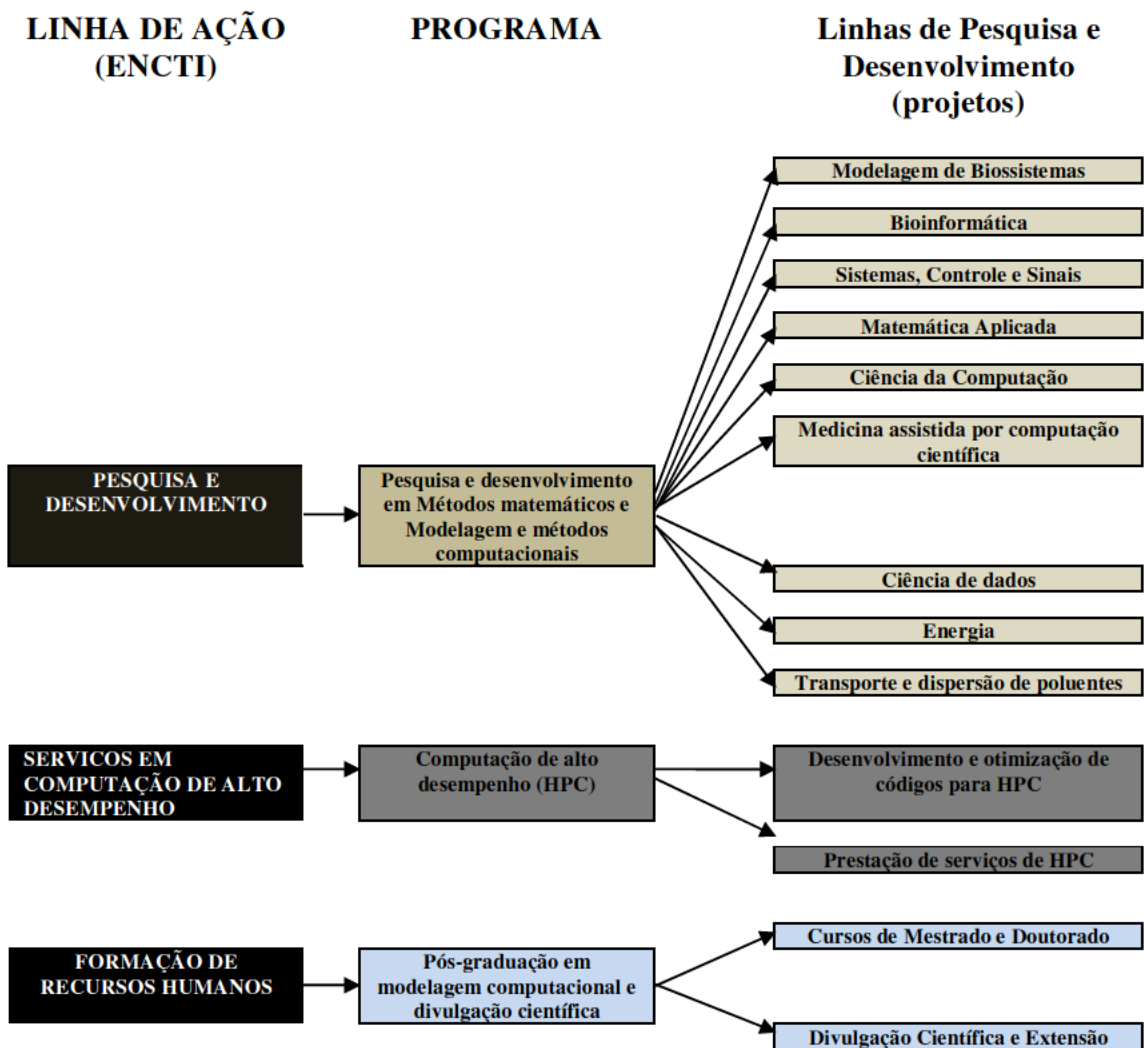 LINHA DE AÇÃO
(ENCTI)
PROGRAMA
Linhas de Pesquisa e
Desenvolvimento
(projetos)
Modelagem de Biossistemas
Bioinformática
Sistemas, Controle e Sinais
Matemática Aplicada
Ciência da Computação
Medicina assistida por computação
científica
PESQUISA E
DESENVOLVIMENTO
Pesquisa e desenvolvimento
em Métodos matemáticos e
Modelagem e métodos
computacionais
Ciência de dados
Energia
Transporte e dispersão de poluentes
SERVICOS EM
COMPUTAÇÃO DE ALTO
DESEMPENHO
Computação de alto
desempenho (HPC)
Desenvolvimento e otimização de
códigos para HPC
Prestação de serviços de HPC
FORMAÇÃO DE
RECURSOS HUMANOS
Pós-graduação em
modelagem computacional e
divulgação científica
Cursos de Mestrado e Doutorado
Divulgação Científica e Extensão